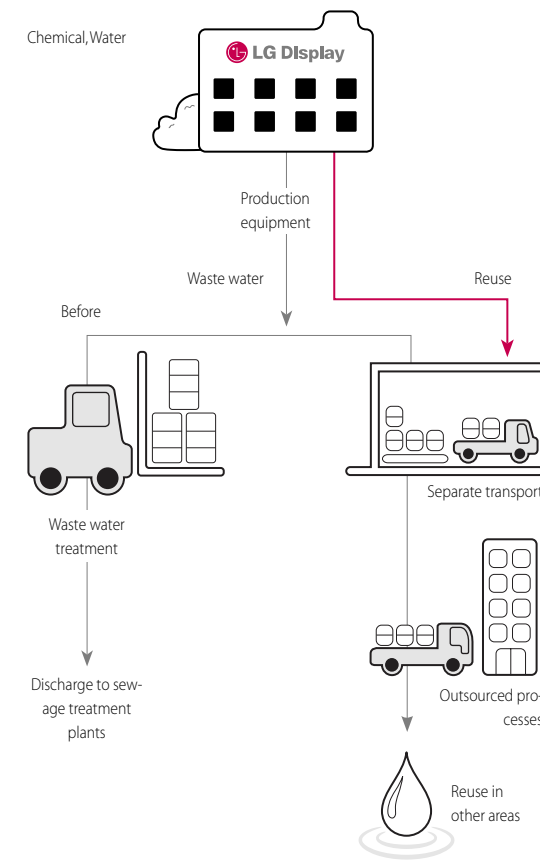 Chemical, Water
LG DIsplay
Production
equipment
Waste water
Reuse
Before
Separate transport
Waste water
treatment
Discharge to sew-
age treatment
plants
Outsourced pro-
cesses
Reuse in
other areas